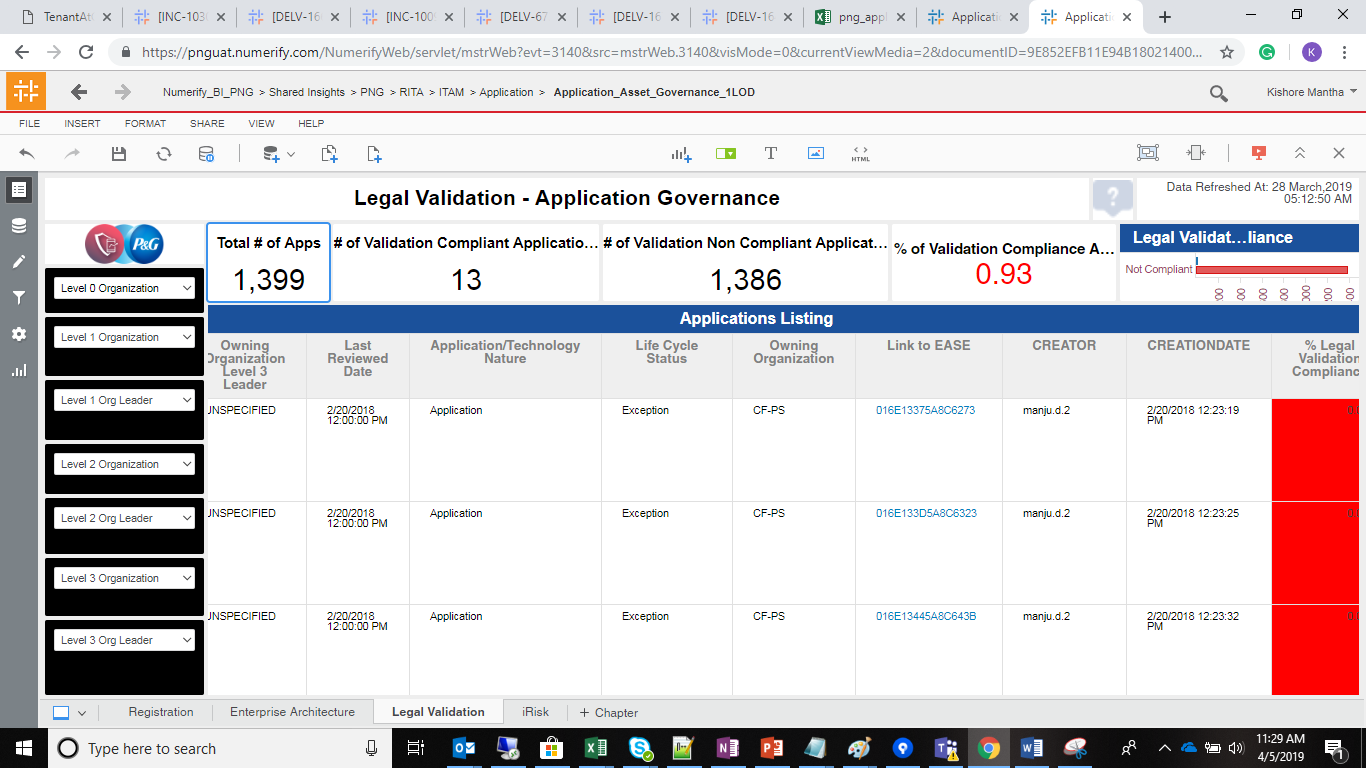 TenantAt
[INC-103
[DELV-16
[INC-100
[DELV-67
[DELV-16
[DELV-16
png_appl
Applicati
Applicati
https://pnguat.numerify.com/NumerifyWeb/servlet/mstrWeb?evt=3140&src=mstrWeb.3140&visMode=0&currentViewMedia=2&documentID=9E852EFB11E94B18021400...
K
Numerify_BI_PNG > Shared Insights > PNG > RITA > ITAM > Application > Application_Asset_Governance_1LOD
Kishore Mantha
FILE INSERT FORMAT SHARE VIEW HELP
HTML
Legal Validation - Application Governance
?
Data Refreshed At: 28 March,2019
05:12:50 AM
P&G
Total # of Apps
1,399
# of Validation Compliant Applicatio...
13
# of Validation Non Compliant Applicat...
1,386
% of Validation Compliance A...
0.93
Legal Validat...liance
Not Compliant
Level 0 Organization
Level 1 Organization
Level 1 Org Leader
Level 2 Organization
Level 2 Org Leader
Level 3 Organization
Level 3 Org Leader
Applications Listing
Owning Organization Level 3 Leader
Last Reviewed Date
Application/Technology Nature
Life Cycle Status
Owning Organization
Link to EASE
CREATOR
CREATIONDATE
% Legal Validation Complianc
UNSPECIFIED 2/20/2018 12:00:00 PM Application Exception CF-PS 016E13375A8C6273 manju.d.2 2/20/2018 12:23:19 PM
UNSPECIFIED 2/20/2018 12:00:00 PM Application Exception CF-PS 016E133D5A8C6323 manju.d.2 2/20/2018 12:23:25 PM
UNSPECIFIED 2/20/2018 12:00:00 PM Application Exception CF-PS 016E13445A8C643B manju.d.2 2/20/2018 12:23:32 PM
Registration
Enterprise Architecture
Legal Validation
iRisk
+ Chapter
Type here to search
11:29 AM
4/5/2019
1